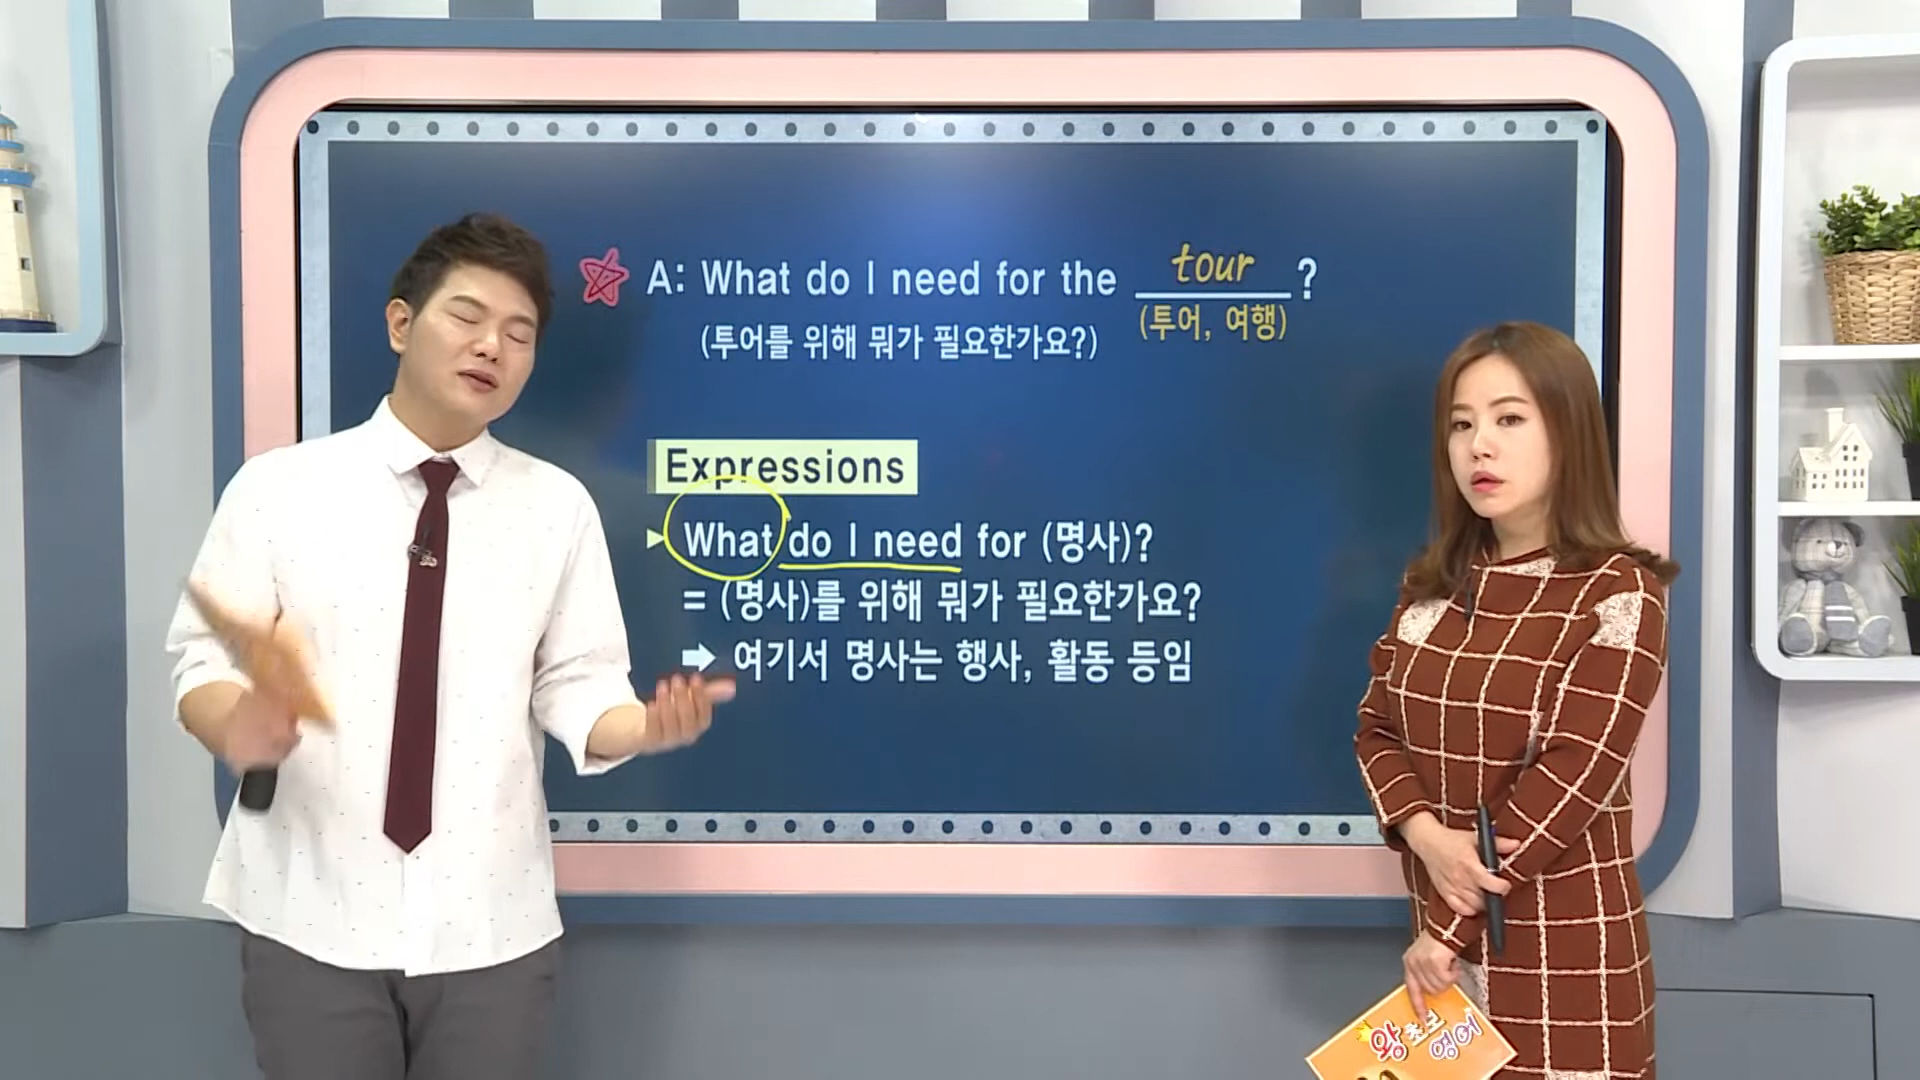 A: What do I need for the tour ?
(투어, 여행)
(투어를 위해 뭐가 필요한가요?)
Expressions
What do I need for (명사)?
= (명사)를 위해 뭐가 필요한가요?
➡ 여기서 명사는 행사, 활동 등임
왕초보
영어